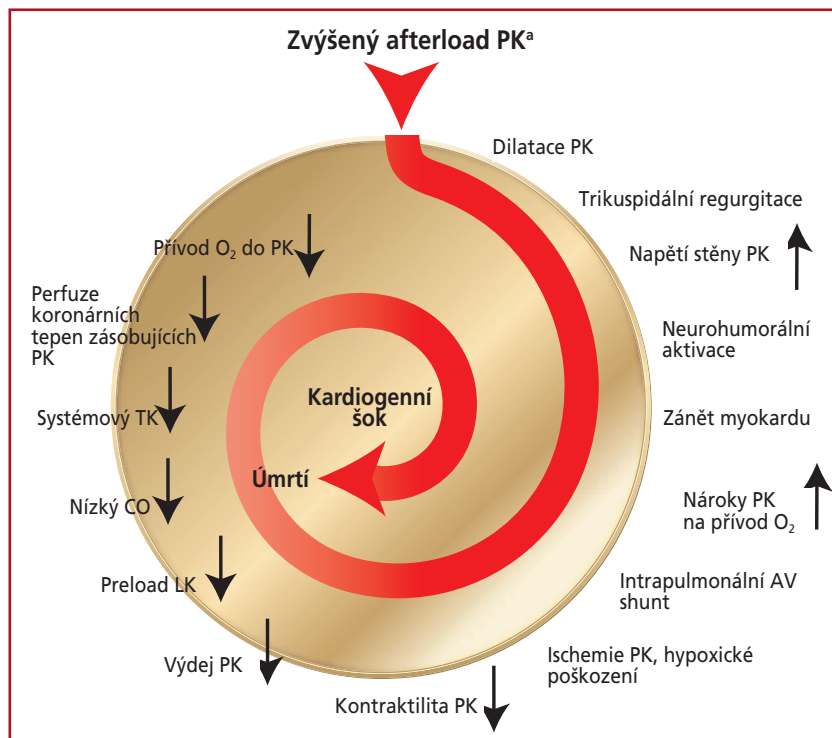 Zvýšený afterload PKᵃ
Dilatace PK
Trikuspidální regurgitace
Napětí stěny PK
Neurohumorální
aktivace
Zánět myokardu
Nároky PK
na přívod O₂
Intrapulmonální AV
shunt
Ischemie PK, hypoxické
poškození
Kontraktilita PK
Výdej PK
Preload LK
Nízký CO
Systémový TK
Perfuze
koronárních
tepen zásobujících
PK
Přívod O₂ do PK
Kardiogenní
šok
Úmrtí